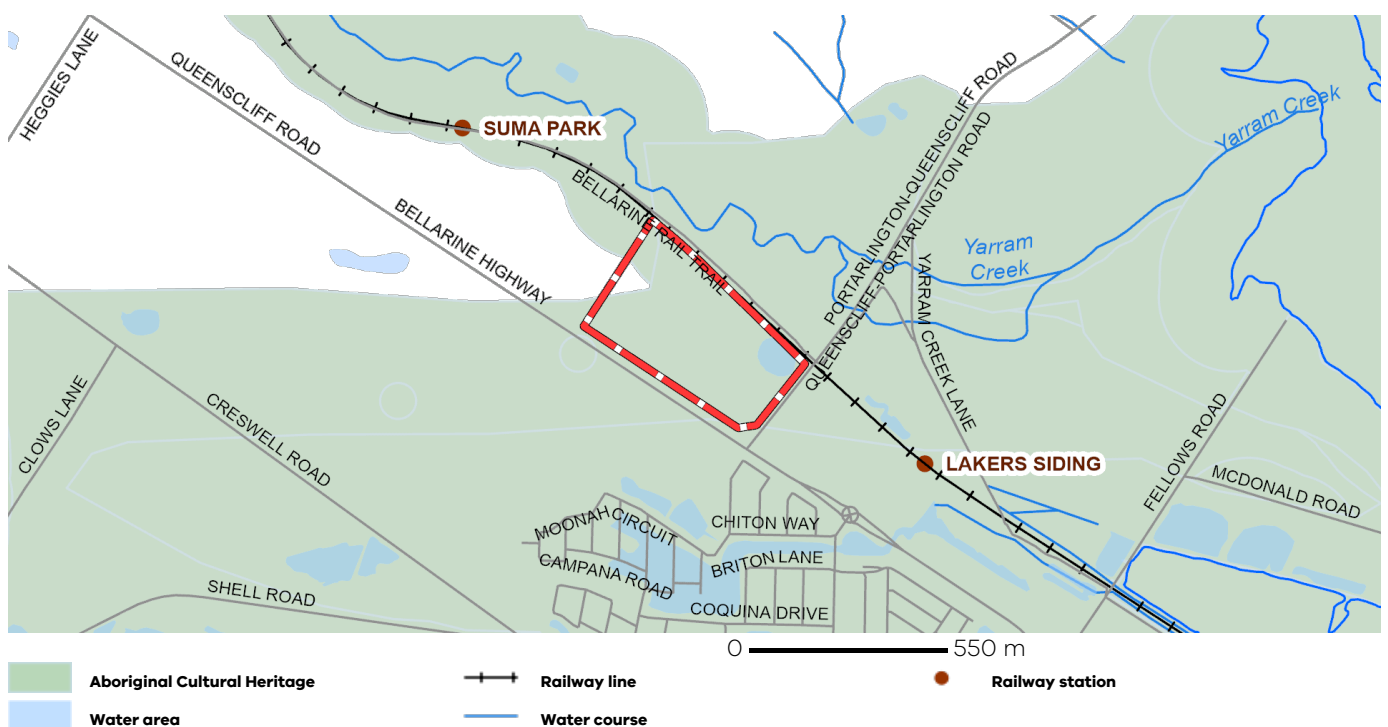 HEGGIES LANE
QUEENSCLIFF ROAD
SUMA PARK
BELLARINE RAIL TRAIL
BELLARINE HIGHWAY
PORTARLINGTON-QUEENSCLIFF ROAD
QUEENSCLIFF-PORTARLINGTON ROAD
Yarram Creek
Yarram
Creek
YARRAM CREEK LANE
CLOWS LANE
CRESWELL ROAD
LAKERS SIDING
FELLOWS ROAD
MCDONALD ROAD
MOONAH CIRCUIT
CHITON WAY
BRITON LANE
CAMPANA ROAD
COQUINA DRIVE
SHELL ROAD
0 550 m
Aboriginal Cultural Heritage
Railway line
Railway station
Water area
Water course